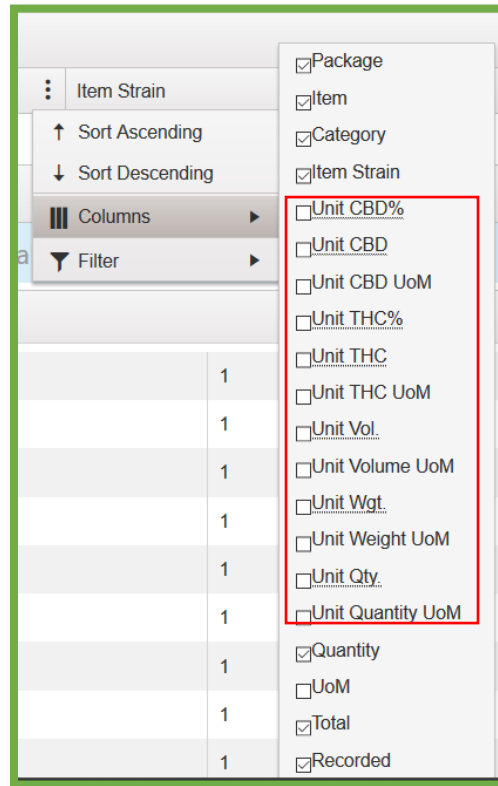 Item Strain
↑ Sort Ascending
↓ Sort Descending
Columns
Filter
a
1
1
1
1
1
1
1
1
1
Package
Item
Category
Item Strain
Unit CBD%
Unit CBD
Unit CBD UoM
Unit THC%
Unit THC
Unit THC UoM
Unit Vol.
Unit Volume UoM
Unit Wgt.
Unit Weight UoM
Unit Qty.
Unit Quantity UoM
Quantity
UoM
Total
Recorded